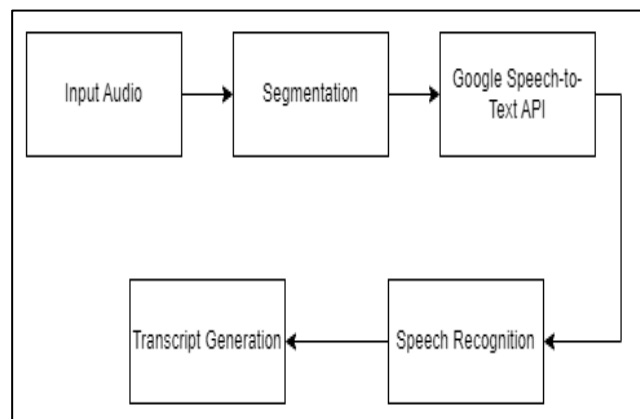 Input Audio
Segmentation
Google Speech-to-
Text API
Transcript Generation
Speech Recognition